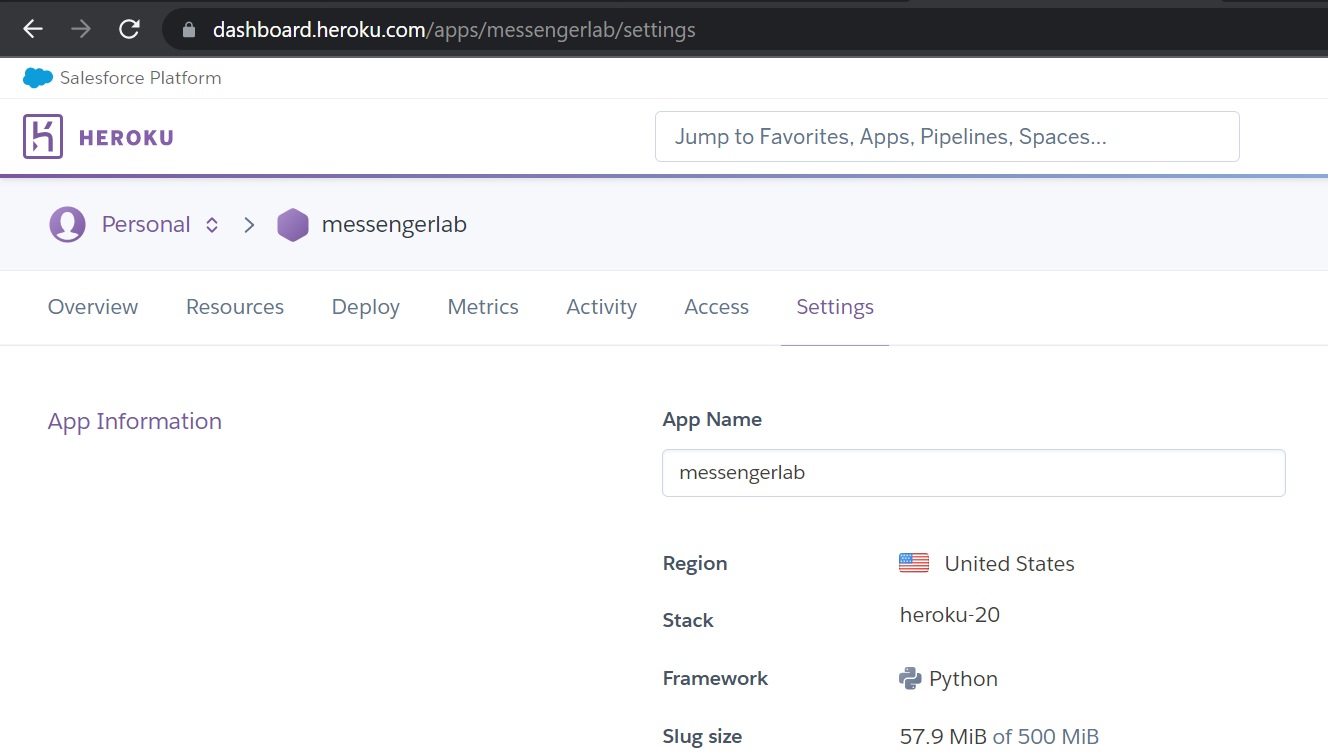 dashboard.heroku.com/apps/messengerlab/settings
Salesforce Platform
HEROKU
Jump to Favorites, Apps, Pipelines, Spaces...
Personal messengerlab
Overview Resources Deploy Metrics Activity Access Settings
App Information
App Name
messengerlab
Region United States
Stack heroku-20
Framework Python
Slug size 57.9 MiB of 500 MiB